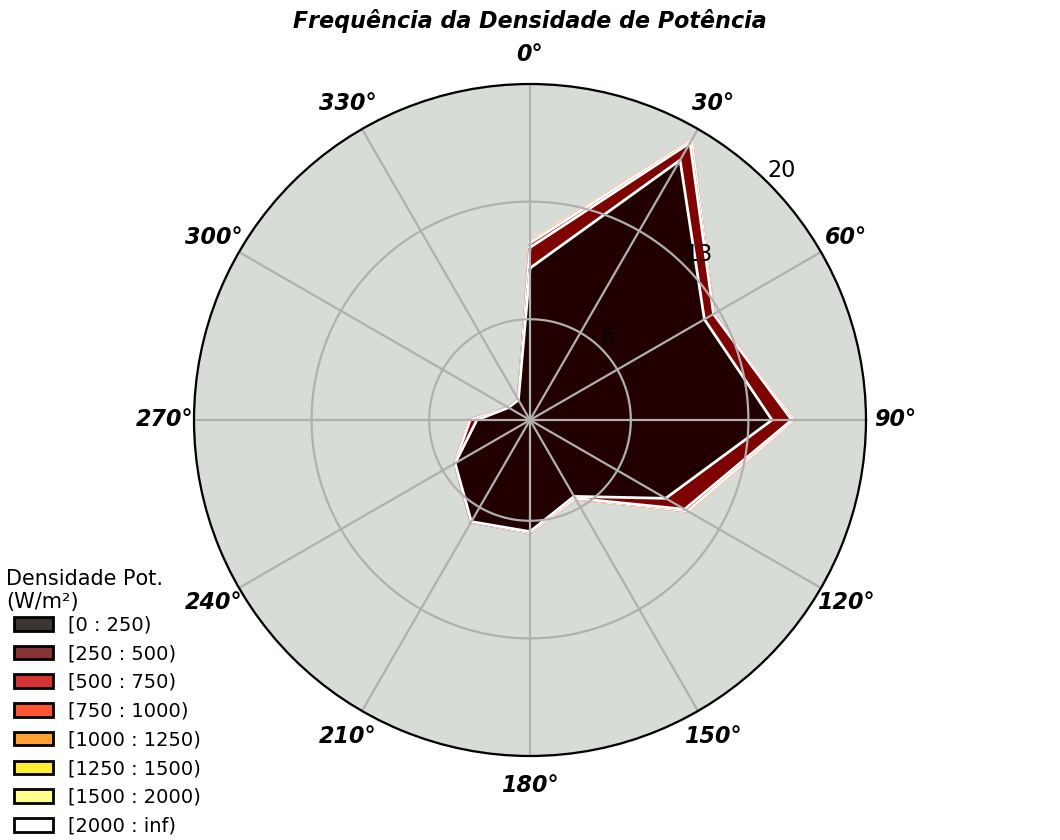 Frequência da Densidade de Potência
0°
330°
30°
20
300°
60°
13
6
270°
90°
240°
120°
210°
150°
180°
Densidade Pot.
(W/m²)
[0 : 250)
[250 : 500)
[500 : 750)
[750 : 1000)
[1000 : 1250)
[1250 : 1500)
[1500 : 2000)
[2000 : inf)